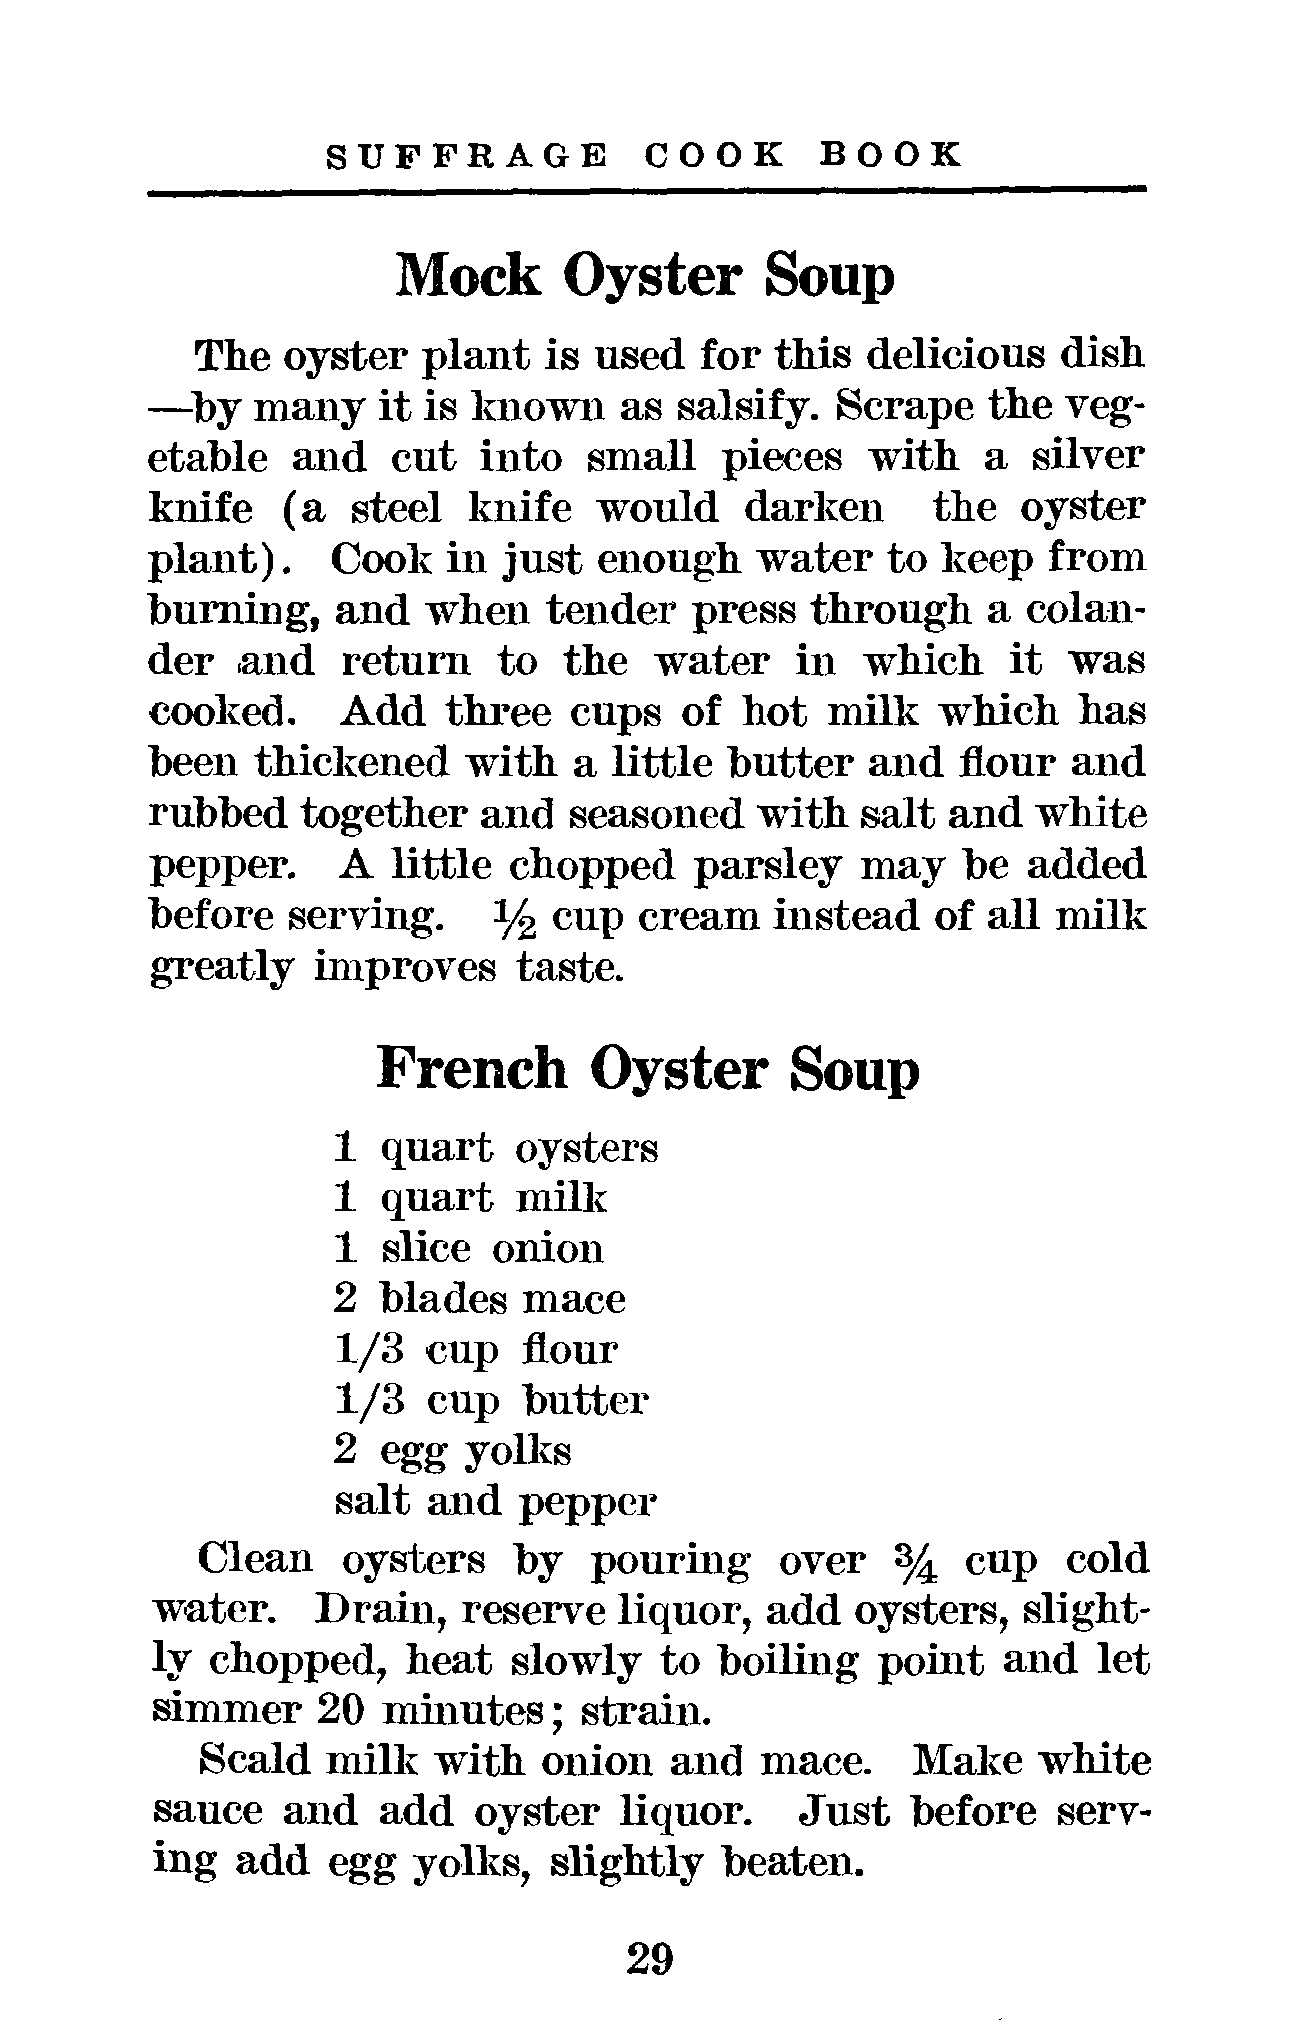 SUFFRAGE COOK BOOK
Mock Oyster Soup
The oyster plant is used for this delicious dish
—by many it is known as salsify. Scrape the veg-
etable and cut into small pieces with a silver
knife (a steel knife would darken the oyster
plant). Cook in just enough water to keep from
burning, and when tender press through a colan-
der and return to the water in which it was
cooked. Add three cups of hot milk which has
been thickened with a little butter and flour and
rubbed together and seasoned with salt and white
pepper. A little chopped parsley may be added
before serving. ½ cup cream instead of all milk
greatly improves taste.
French Oyster Soup
1 quart oysters
1 quart milk
1 slice onion
2 blades mace
1/3 cup flour
1/3 cup butter
2 egg yolks
salt and pepper
Clean oysters by pouring over ¾ cup cold
water. Drain, reserve liquor, add oysters, slight-
ly chopped, heat slowly to boiling point and let
simmer 20 minutes; strain.
Scald milk with onion and mace. Make white
sauce and add oyster liquor. Just before serv-
ing add egg yolks, slightly beaten.
29